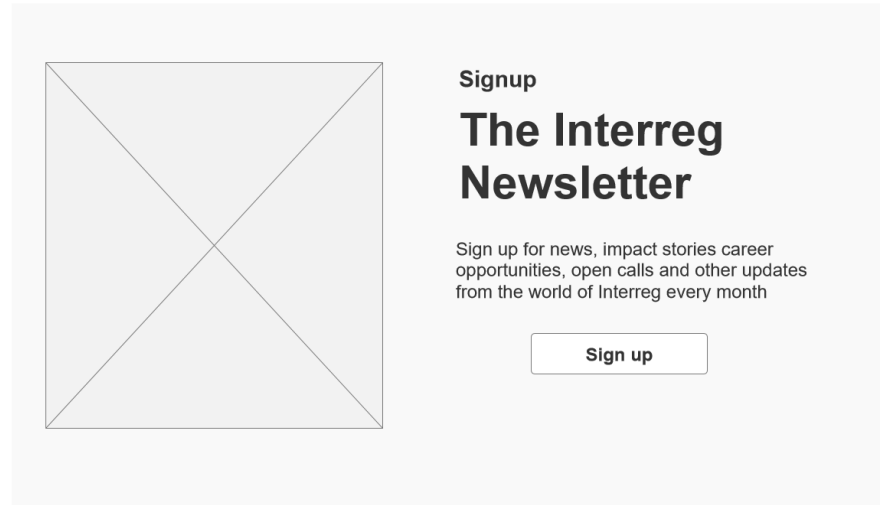 Signup
The Interreg
Newsletter
Sign up for news, impact stories career
opportunities, open calls and other updates
from the world of Interreg every month
Sign up